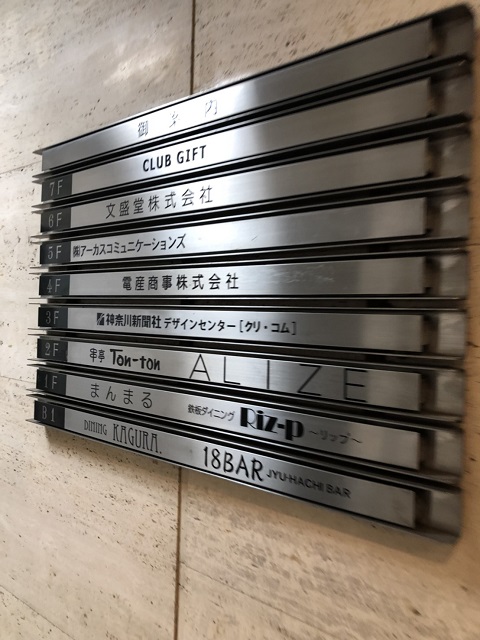 御案内
7F CLUB GIFT
6F 文盛堂株式会社
5F ㈱アーカスコミュニケーションズ
4F 電産商事株式会社
3F 神奈川新聞社 デザインセンター [クリ・コム]
2F 串亭 Ton-ton ALIZE
1F まんまる 鉄板ダイニング Riz-p ～リップ～
B1 DINING KAGURA. 18BAR JYU-HACHI BAR